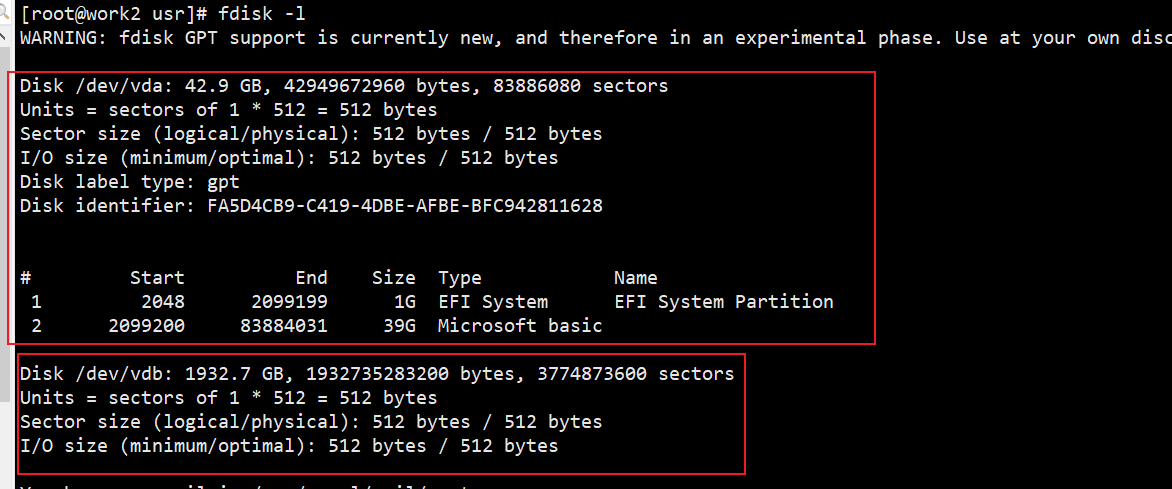 [root@work2 usr]# fdisk -l
WARNING: fdisk GPT support is currently new, and therefore in an experimental phase. Use at your own disc
Disk /dev/vda: 42.9 GB, 42949672960 bytes, 83886080 sectors
Units = sectors of 1 * 512 = 512 bytes
Sector size (logical/physical): 512 bytes / 512 bytes
I/O size (minimum/optimal): 512 bytes / 512 bytes
Disk label type: gpt
Disk identifier: FA5D4CB9-C419-4DBE-AFBE-BFC942811628
#         Start          End    Size  Type            Name
 1         2048      2099199      1G  EFI System      EFI System Partition
 2      2099200     83884031     39G  Microsoft basic
Disk /dev/vdb: 1932.7 GB, 1932735283200 bytes, 3774873600 sectors
Units = sectors of 1 * 512 = 512 bytes
Sector size (logical/physical): 512 bytes / 512 bytes
I/O size (minimum/optimal): 512 bytes / 512 bytes